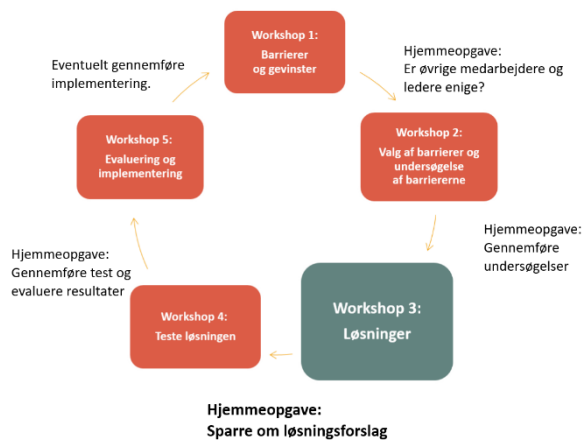 Workshop 1:
Barrierer
og gevinster
Hjemmeopgave:
Er øvrige medarbejdere og
ledere enige?
Workshop 2:
Valg af barrierer og
undersøgelse
af barriererne
Hjemmeopgave:
Gennemføre
undersøgelser
Workshop 3:
Løsninger
Hjemmeopgave:
Sparre om løsningsforslag
Workshop 4:
Teste løsningen
Hjemmeopgave:
Gennemføre test og
evaluere resultater
Workshop 5:
Evaluering og
implementering
Eventuelt gennemføre
implementering.